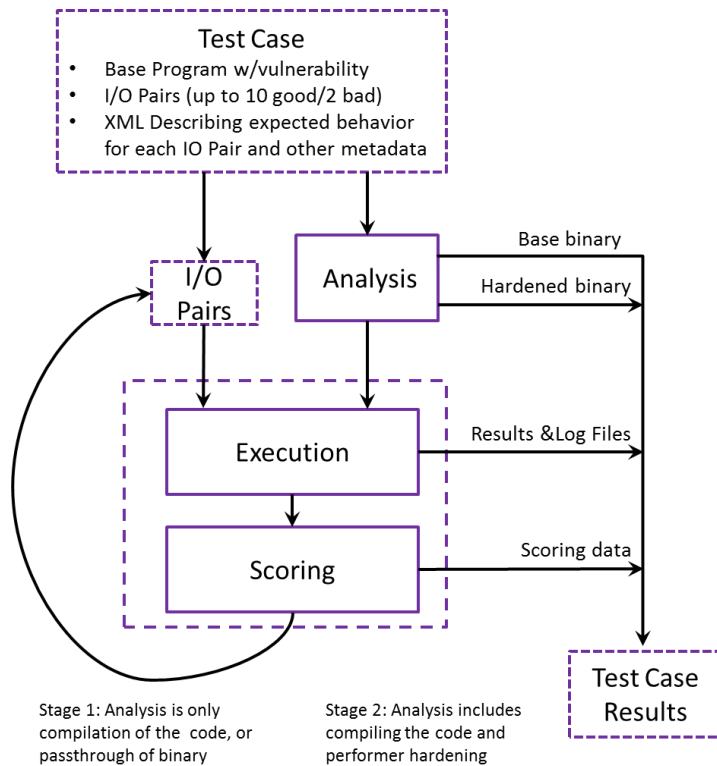 Test Case
• Base Program w/vulnerability
• I/O Pairs (up to 10 good/2 bad)
• XML Describing expected behavior
for each IO Pair and other metadata
Base binary
I/O
Pairs
Analysis
Hardened binary
Execution
Results &Log Files
Scoring
Scoring data
Test Case
Results
Stage 1: Analysis is only
compilation of the code, or
passthrough of binary
Stage 2: Analysis includes
compiling the code and
performer hardening